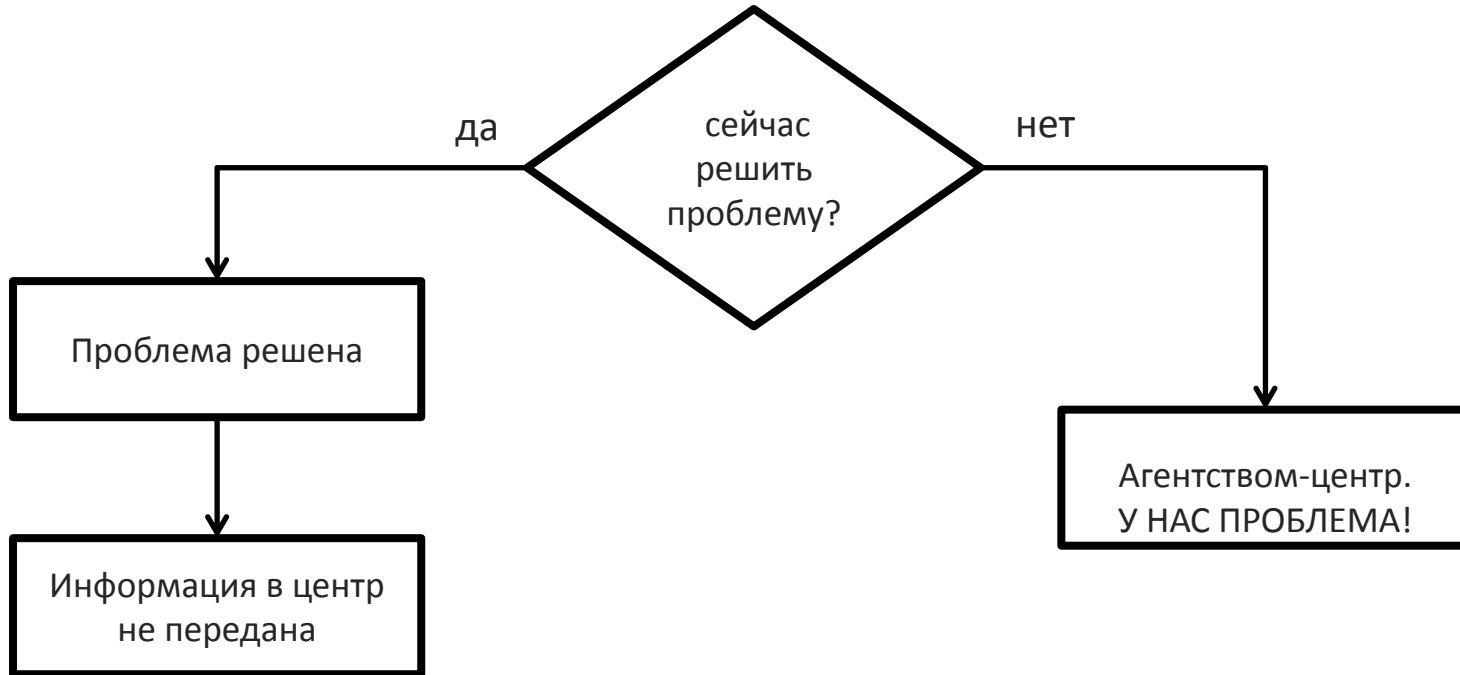 да
сейчас
решить
проблему?
нет
Проблема решена
Агентством-центр.
У НАС ПРОБЛЕМА!
Информация в центр
не передана